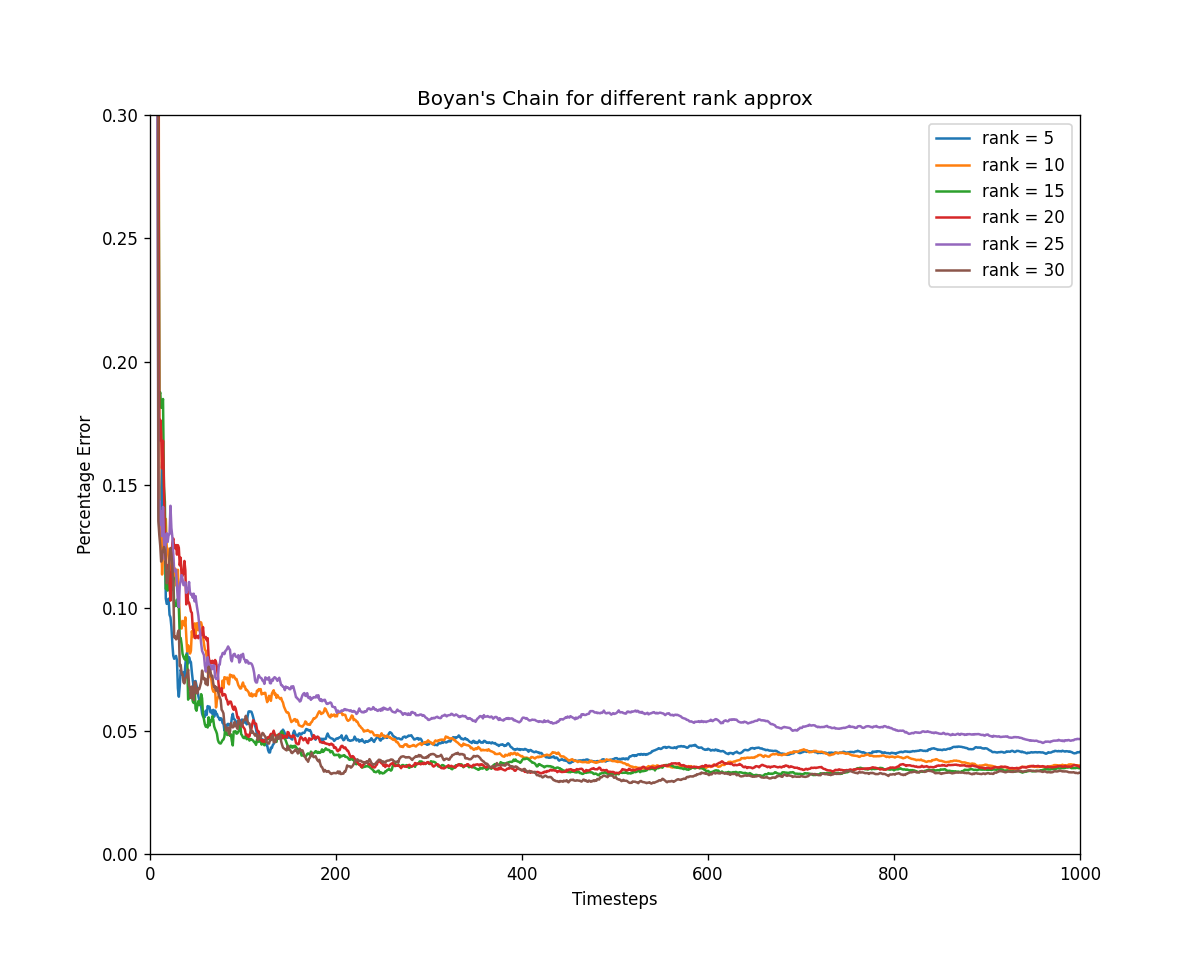 Boyan's Chain for different rank approx
0.30
0.25
0.20
0.15
0.10
0.05
0.00
Percentage Error
rank = 5
rank = 10
rank = 15
rank = 20
rank = 25
rank = 30
0 200 400 600 800 1000
Timesteps